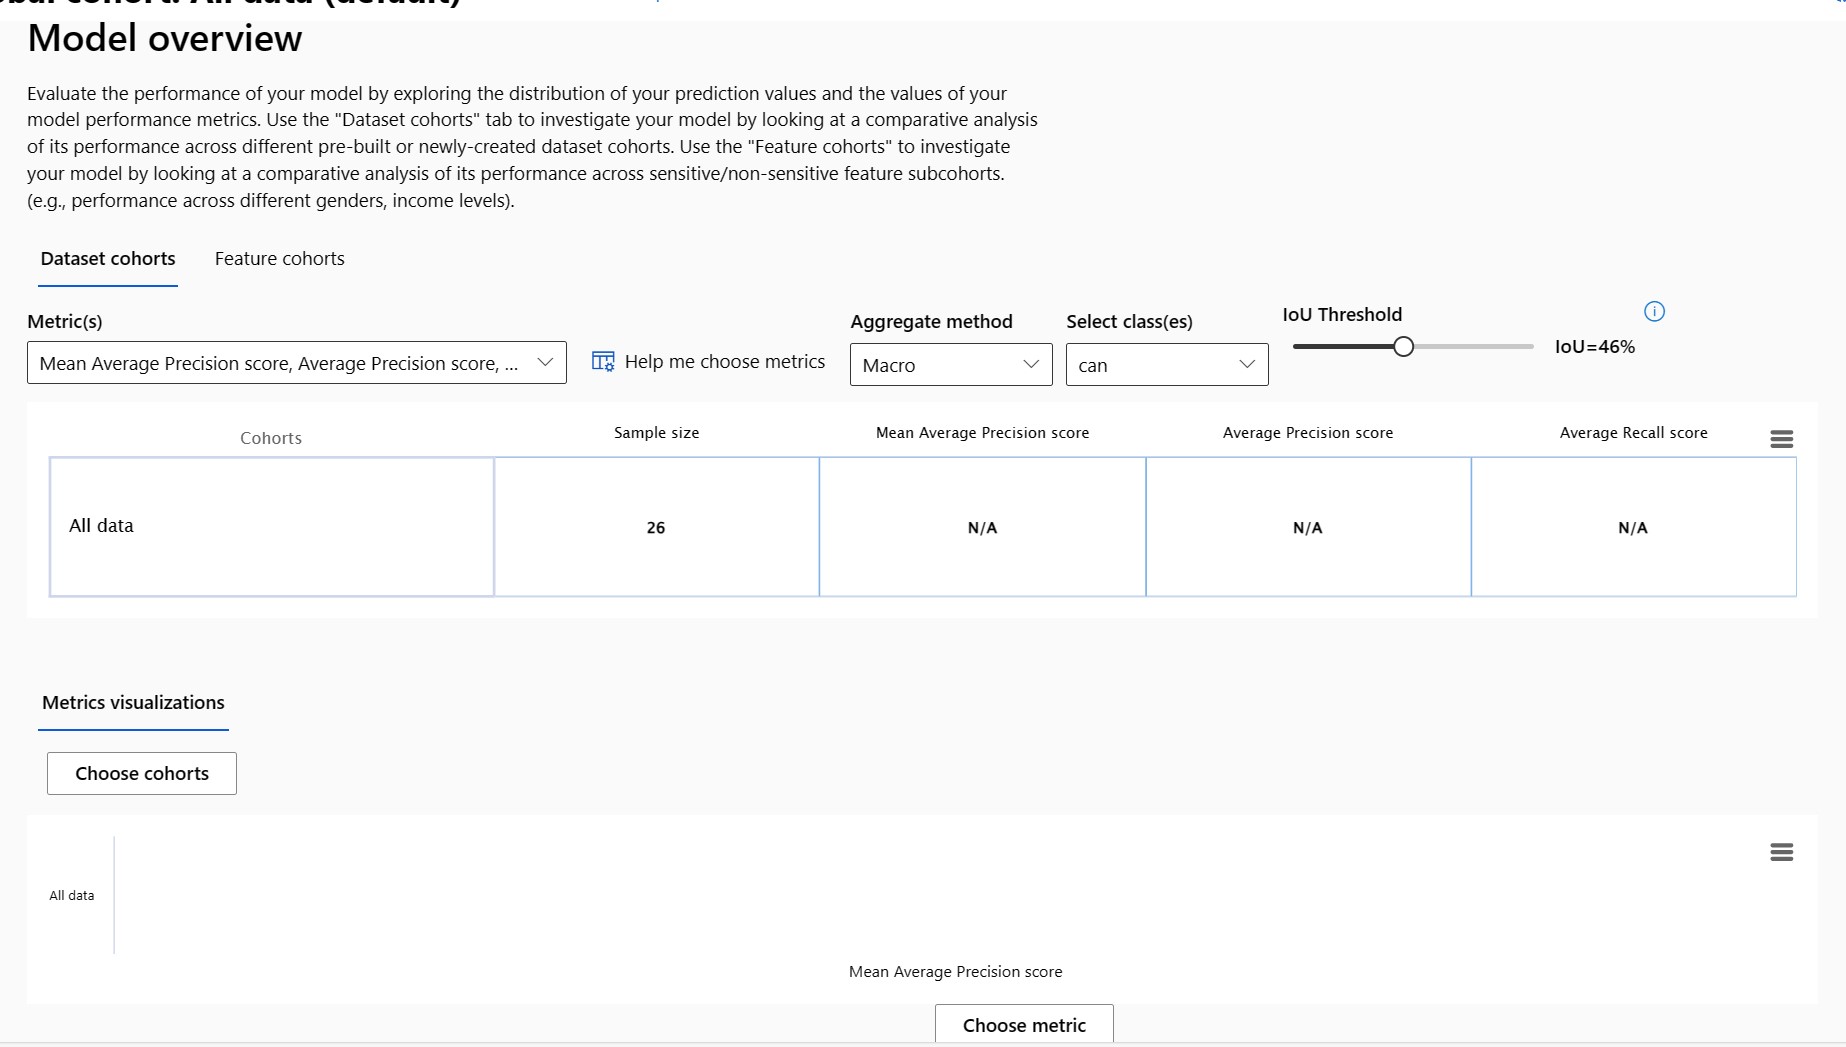 bal cohort: All data (default)
Model overview
Evaluate the performance of your model by exploring the distribution of your prediction values and the values of your
model performance metrics. Use the "Dataset cohorts" tab to investigate your model by looking at a comparative analysis
of its performance across different pre-built or newly-created dataset cohorts. Use the "Feature cohorts" to investigate
your model by looking at a comparative analysis of its performance across sensitive/non-sensitive feature subcohorts.
(e.g., performance across different genders, income levels).
Dataset cohorts Feature cohorts
Metric(s) Aggregate method Select class(es) IoU Threshold
Mean Average Precision score, Average Precision score, ... Help me choose metrics Macro can IoU=46%
Cohorts Sample size Mean Average Precision score Average Precision score Average Recall score
All data 26 N/A N/A N/A
Metrics visualizations
Choose cohorts
All data
Mean Average Precision score
Choose metric